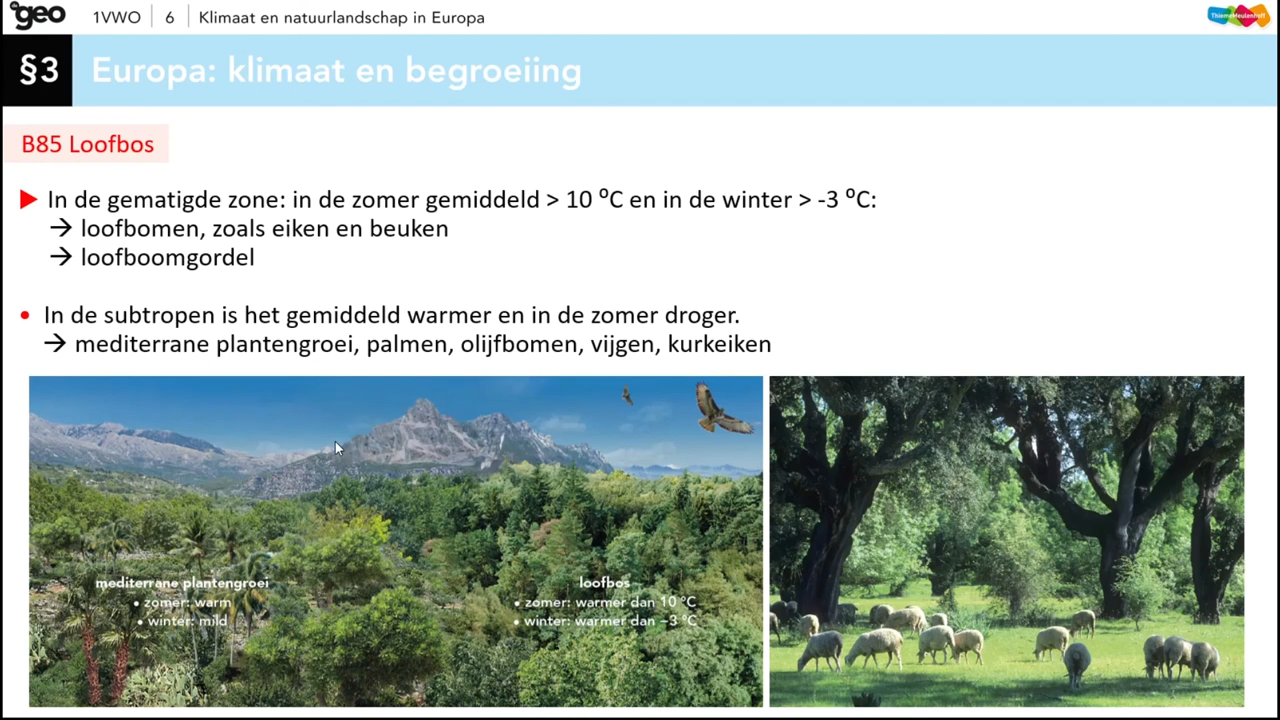 geo
1VWO
6
Klimaat en natuurlandschap in Europa
ThiemeMeulenhoff
§3
Europa: klimaat en begroeiing
B85 Loofbos
In de gematigde zone: in de zomer gemiddeld > 10 ⁰C en in de winter > -3 ⁰C:
→ loofbomen, zoals eiken en beuken
→ loofboomgordel
• In de subtropen is het gemiddeld warmer en in de zomer droger.
→ mediterrane plantengroei, palmen, olijfbomen, vijgen, kurkeiken
mediterrane plantengroei
• zomer: warm
• winter: mild
loofbos
• zomer: warmer dan 10 °C
• winter: warmer dan −3 °C